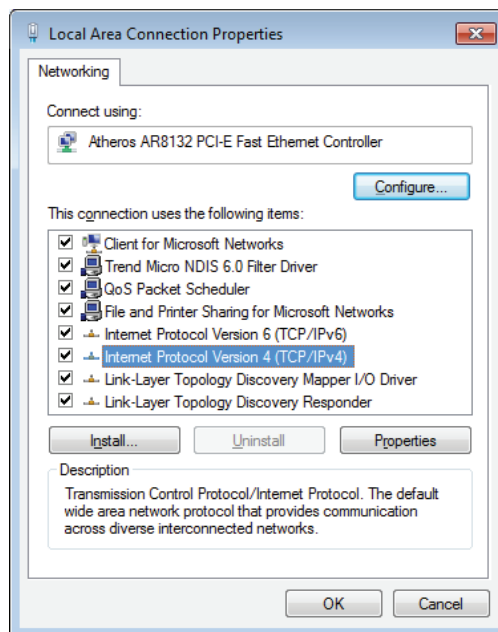 Local Area Connection Properties
Networking
Connect using:
Atheros AR8132 PCI-E Fast Ethernet Controller
Configure...
This connection uses the following items:
Client for Microsoft Networks
Trend Micro NDIS 6.0 Filter Driver
QoS Packet Scheduler
File and Printer Sharing for Microsoft Networks
Internet Protocol Version 6 (TCP/IPv6)
Internet Protocol Version 4 (TCP/IPv4)
Link-Layer Topology Discovery Mapper I/O Driver
Link-Layer Topology Discovery Responder
Install... Uninstall Properties
Description
Transmission Control Protocol/Internet Protocol. The default
wide area network protocol that provides communication
across diverse interconnected networks.
OK Cancel